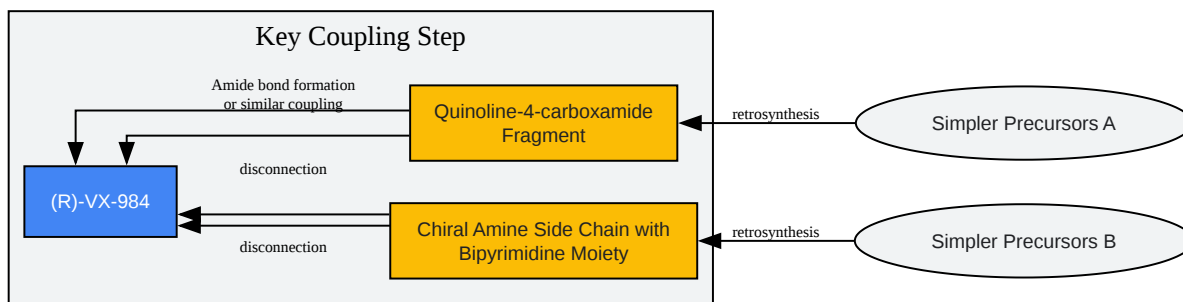 Key Coupling Step
Amide bond formation
or similar coupling
Quinoline-4-carboxamide
Fragment
retrosynthesis
Simpler Precursors A
disconnection
(R)-VX-984
Chiral Amine Side Chain with
Bipyrimidine Moiety
retrosynthesis
Simpler Precursors B
disconnection